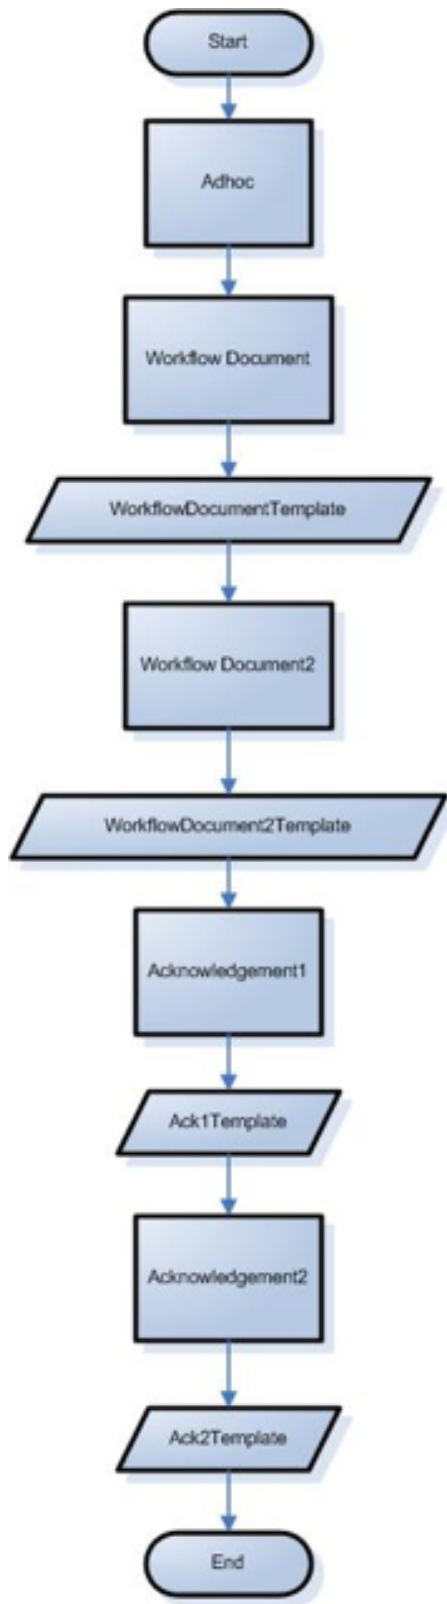 Start
Adhoc
Workflow Document
WorkflowDocumentTemplate
Workflow Document2
WorkflowDocument2Template
Acknowledgement1
Ack1Template
Acknowledgement2
Ack2Template
End